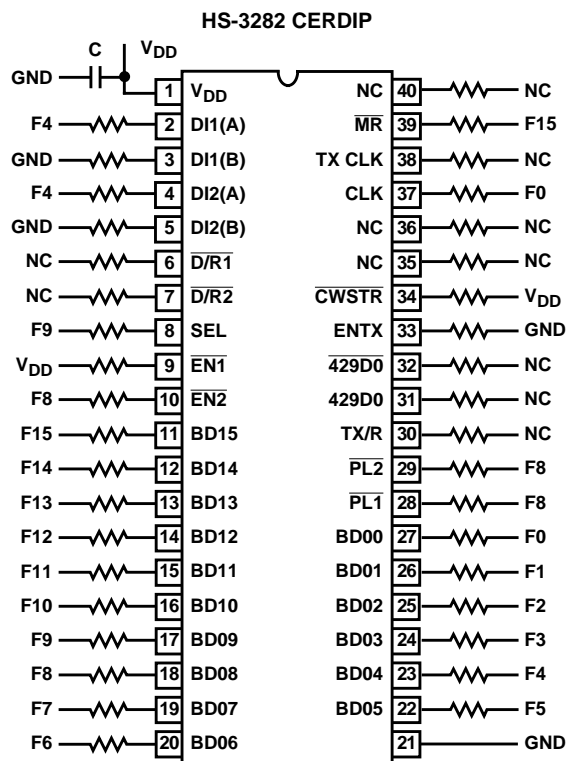 HS-3282 CERDIP
C VDD
GND
1 VDD NC 40 NC
F4 2 DI1(A) MR 39 F15
GND 3 DI1(B) TX CLK 38 NC
F4 4 DI2(A) CLK 37 F0
GND 5 DI2(B) NC 36 NC
NC 6 D/R1 NC 35 NC
NC 7 D/R2 CWSTR 34 VDD
F9 8 SEL ENTX 33 GND
VDD 9 EN1 429D0 32 NC
F8 10 EN2 429D0 31 NC
F15 11 BD15 TX/R 30 NC
F14 12 BD14 PL2 29 F8
F13 13 BD13 PL1 28 F8
F12 14 BD12 BD00 27 F0
F11 15 BD11 BD01 26 F1
F10 16 BD10 BD02 25 F2
F9 17 BD09 BD03 24 F3
F8 18 BD08 BD04 23 F4
F7 19 BD07 BD05 22 F5
F6 20 BD06 21 GND